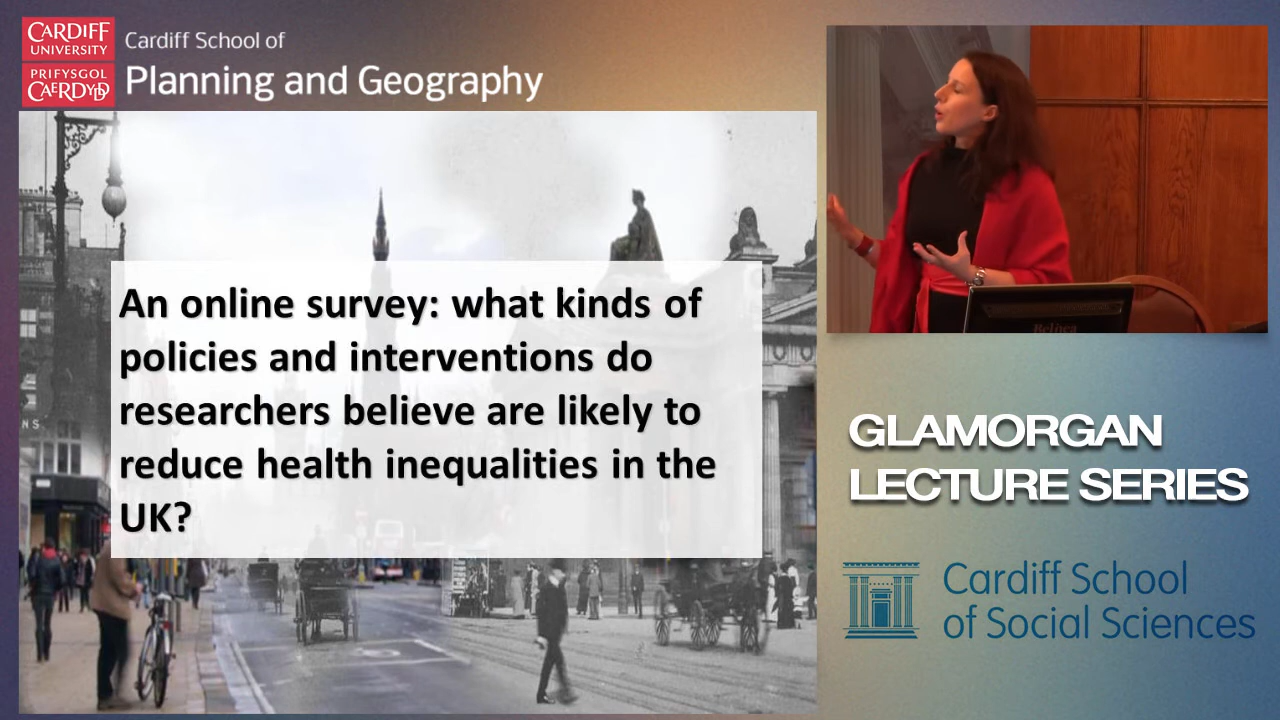 CARDIFF
UNIVERSITY
PRIFYSGOL
CAERDYDD
Cardiff School of
Planning and Geography
An online survey: what kinds of
policies and interventions do
researchers believe are likely to
reduce health inequalities in the
UK?
Belinea
GLAMORGAN
LECTURE SERIES
Cardiff School
of Social Sciences